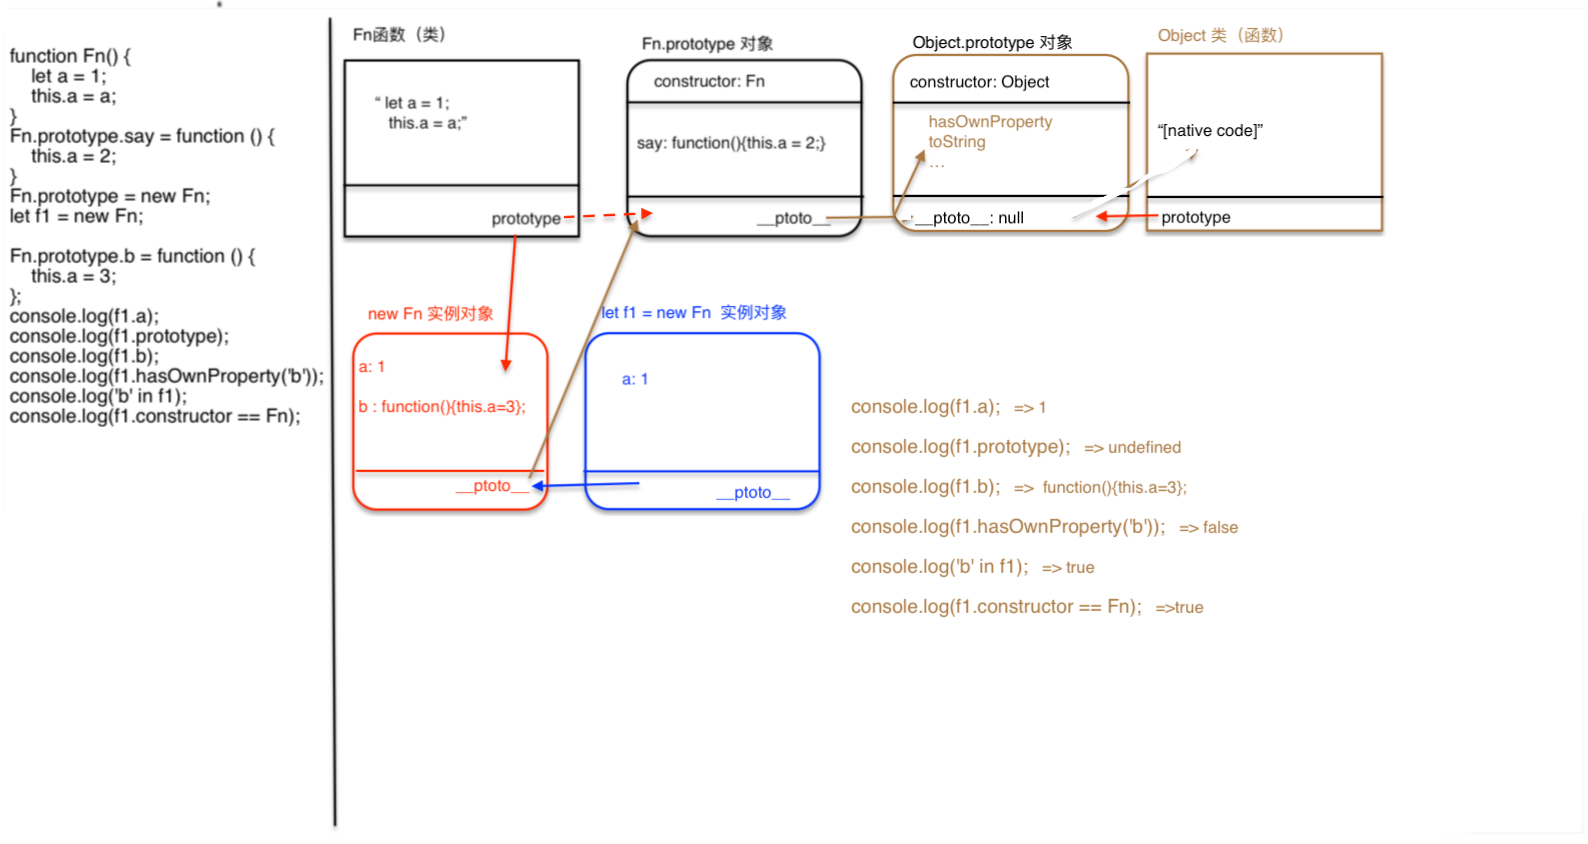 function Fn() {
let a = 1;
this.a = a;
}
Fn.prototype.say = function () {
this.a = 2;
}
Fn.prototype = new Fn;
let f1 = new Fn;
Fn.prototype.b = function () {
this.a = 3;
};
console.log(f1.a);
console.log(f1.prototype);
console.log(f1.b);
console.log(f1.hasOwnProperty('b'));
console.log('b' in f1);
console.log(f1.constructor == Fn);
Fn函数（类）
“ let a = 1;
this.a = a;”
prototype
Fn.prototype 对象
constructor: Fn
say: function(){this.a = 2;}
__ptoto__
Object.prototype 对象
constructor: Object
hasOwnProperty
toString
...
__ptoto__: null
Object 类（函数）
“[native code]”
prototype
new Fn 实例对象
a: 1
b : function(){this.a=3};
__ptoto__
let f1 = new Fn 实例对象
a: 1
__ptoto__
console.log(f1.a); => 1
console.log(f1.prototype); => undefined
console.log(f1.b); => function(){this.a=3};
console.log(f1.hasOwnProperty('b')); => false
console.log('b' in f1); => true
console.log(f1.constructor == Fn); =>true